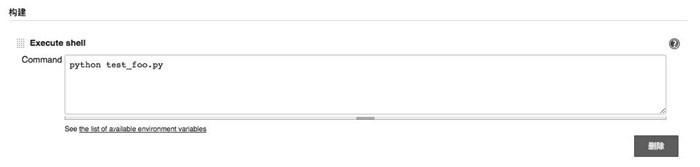 构建
Execute shell
Command
python test_foo.py
See the list of available environment variables
删除